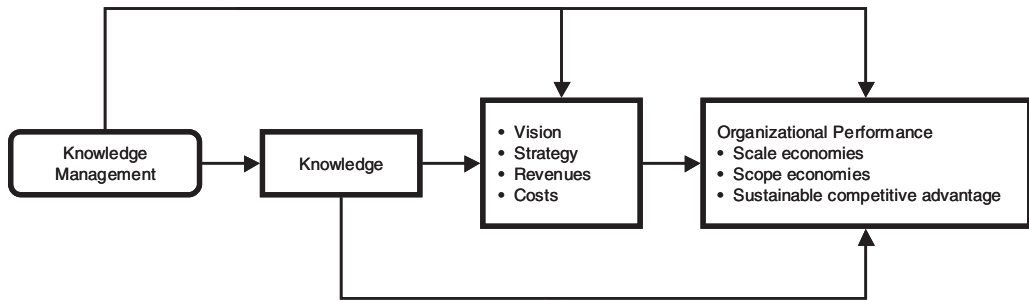 Knowledge
Management
Knowledge
• Vision
• Strategy
• Revenues
• Costs
Organizational Performance
• Scale economies
• Scope economies
• Sustainable competitive advantage